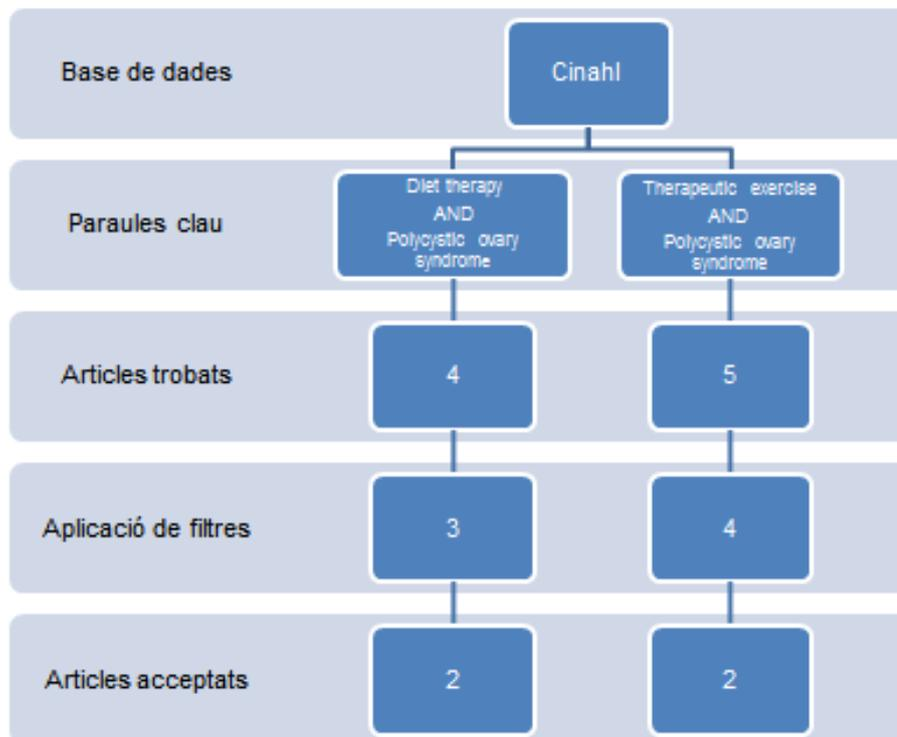 Base de dades
Cinahl
Paraules clau
Diet therapy
AND
Polycystic ovary
syndrome
Therapeutic exercise
AND
Polycystic ovary
syndrome
Articles trobats
4
5
Aplicació de filtres
3
4
Articles acceptats
2
2